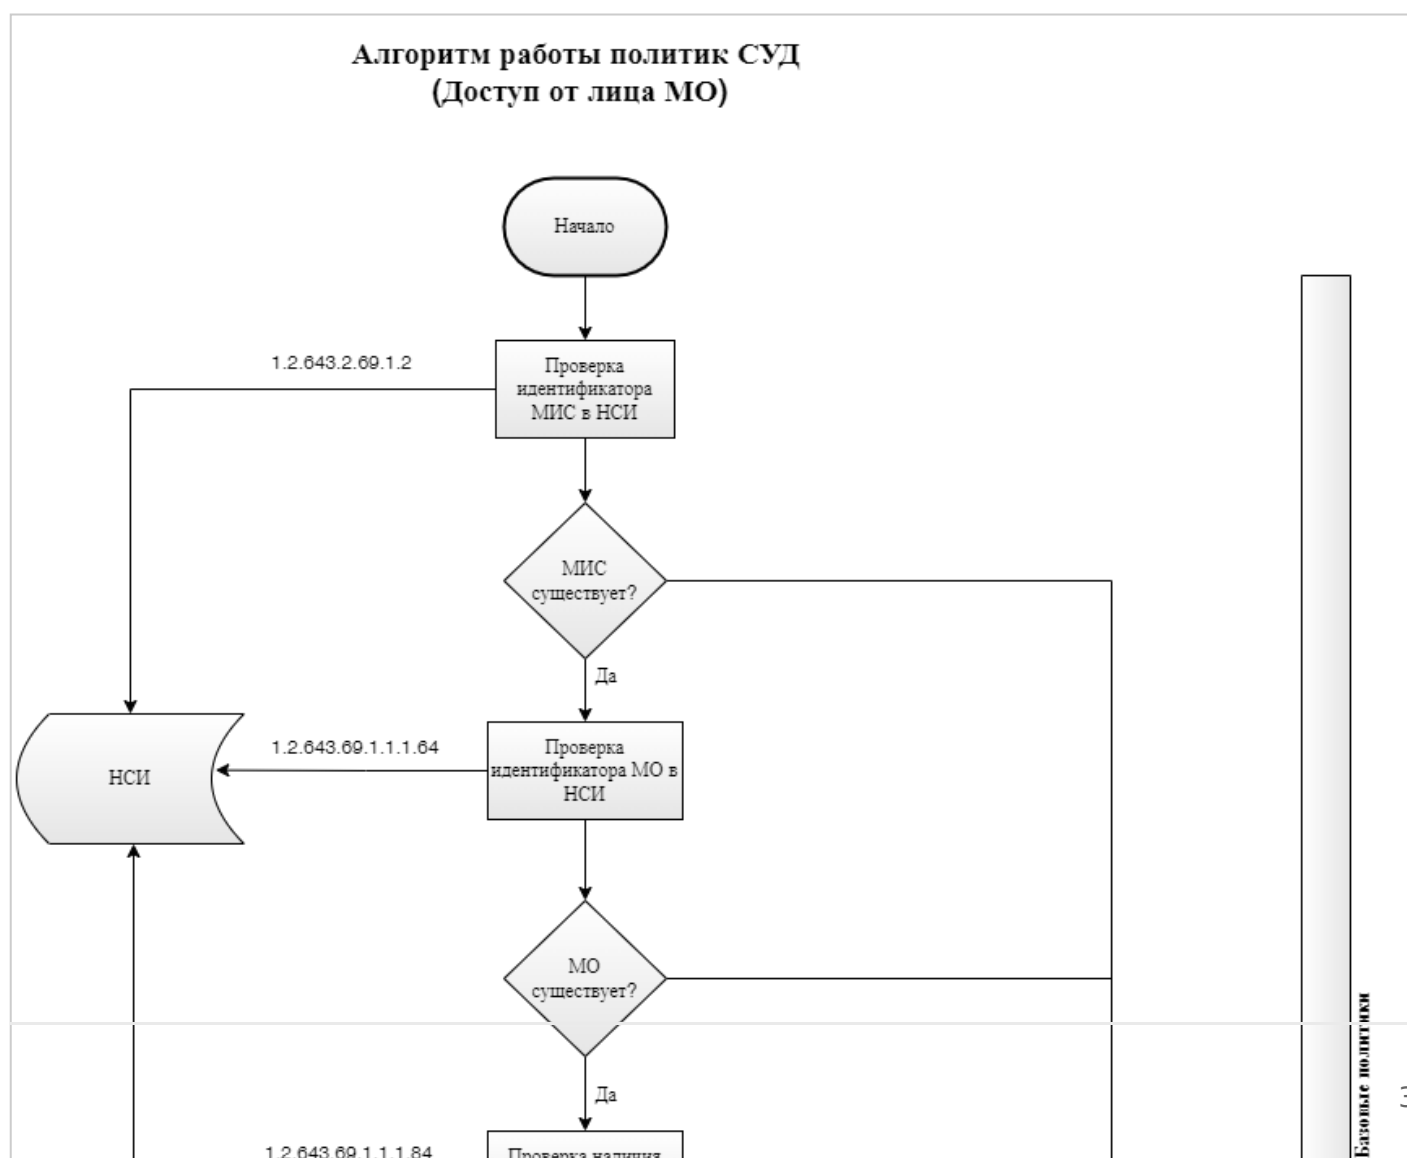 Алгоритм работы политик СУД
(Доступ от лица МО)
Начало
1.2.643.2.69.1.2
Проверка
идентификатора
МИС в НСИ
МИС
существует?
Да
НСИ
1.2.643.69.1.1.1.64
Проверка
идентификатора МО в
НСИ
МО
существует?
Да
Базовые политики
1.2.643.69.1.1.1.84
Проверка наличия